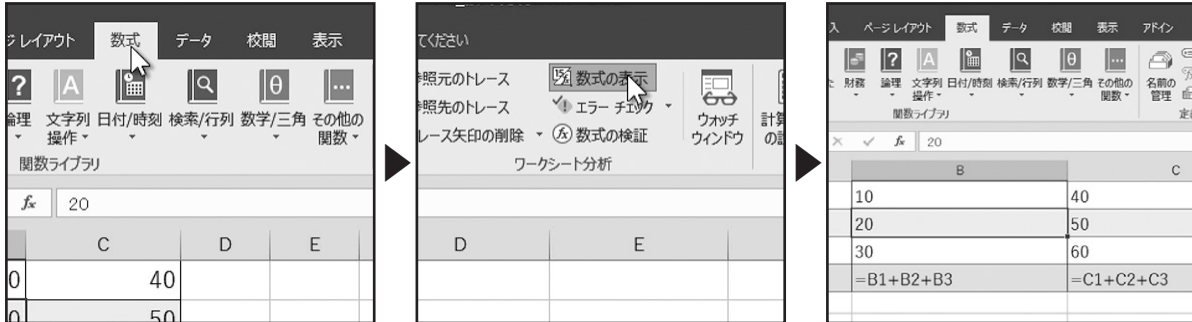 ジ レイアウト 数式 データ 校閲 表示
論理 文字列操作 日付/時刻 検索/行列 数学/三角 その他の関数
関数ライブラリ
fx 20
C D E
0 40
0 50
てください
参照元のトレース 数式の表示
参照先のトレース エラー チェック
レース矢印の削除 数式の検証
ウォッチウィンドウ
ワークシート分析
D E
入 ページ レイアウト 数式 データ 校閲 表示 アドイン
財務 論理 文字列操作 日付/時刻 検索/行列 数学/三角 その他の関数 名前の管理
関数ライブラリ
fx 20
B C
10 40
20 50
30 60
=B1+B2+B3 =C1+C2+C3